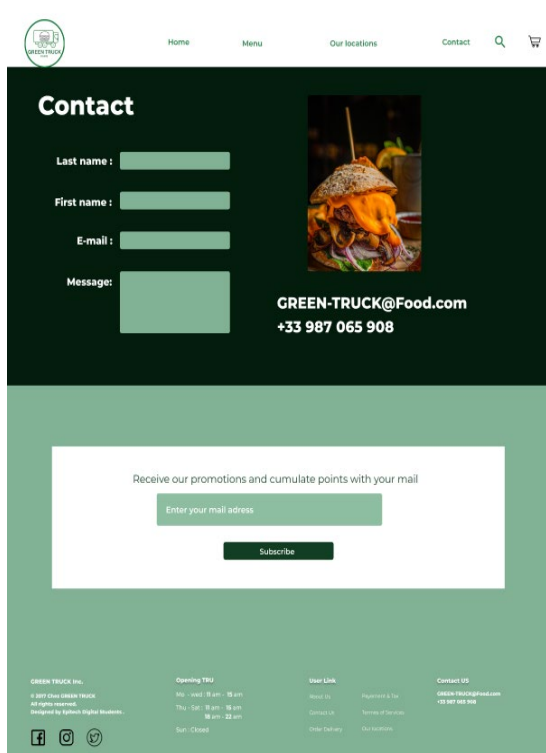 GREEN TRUCK
FOOD
Home
Menu
Our locations
Contact
Contact
Last name :
First name :
E-mail :
Message:
GREEN-TRUCK@Food.com
+33 987 065 908
Receive our promotions and cumulate points with your mail
Enter your mail adress
Subscribe
GREEN TRUCK Inc.
© 2017 Chez GREEN TRUCK
All rights reserved.
Designed by Epitech Digital Students .
Opening TRU
Mo - wed : 11 am - 15 am
Thu - Sat : 11 am - 15 am
18 am - 22 am
Sun : Closed
User Link
About Us
Contact Us
Order Delivery
Payement & Tax
Termes of Services
Our locations
Contact US
GREEN-TRUCK@Food.com
+33 987 065 908